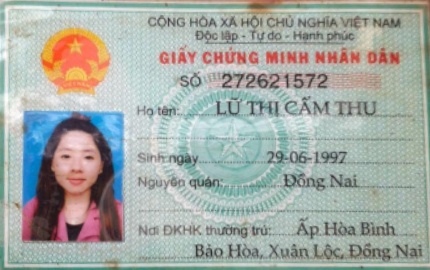 CỘNG HÒA XÃ HỘI CHỦ NGHĨA VIỆT NAM
Độc lập - Tự do - Hạnh phúc
GIẤY CHỨNG MINH NHÂN DÂN
SỐ 272621572
Họ tên: LỮ THỊ CẨM THU
Sinh ngày 29-06-1997
Nguyên quán: Đồng Nai
Nơi ĐKHK thường trú: Ấp Hòa Bình
Bảo Hòa, Xuân Lộc, Đồng Nai